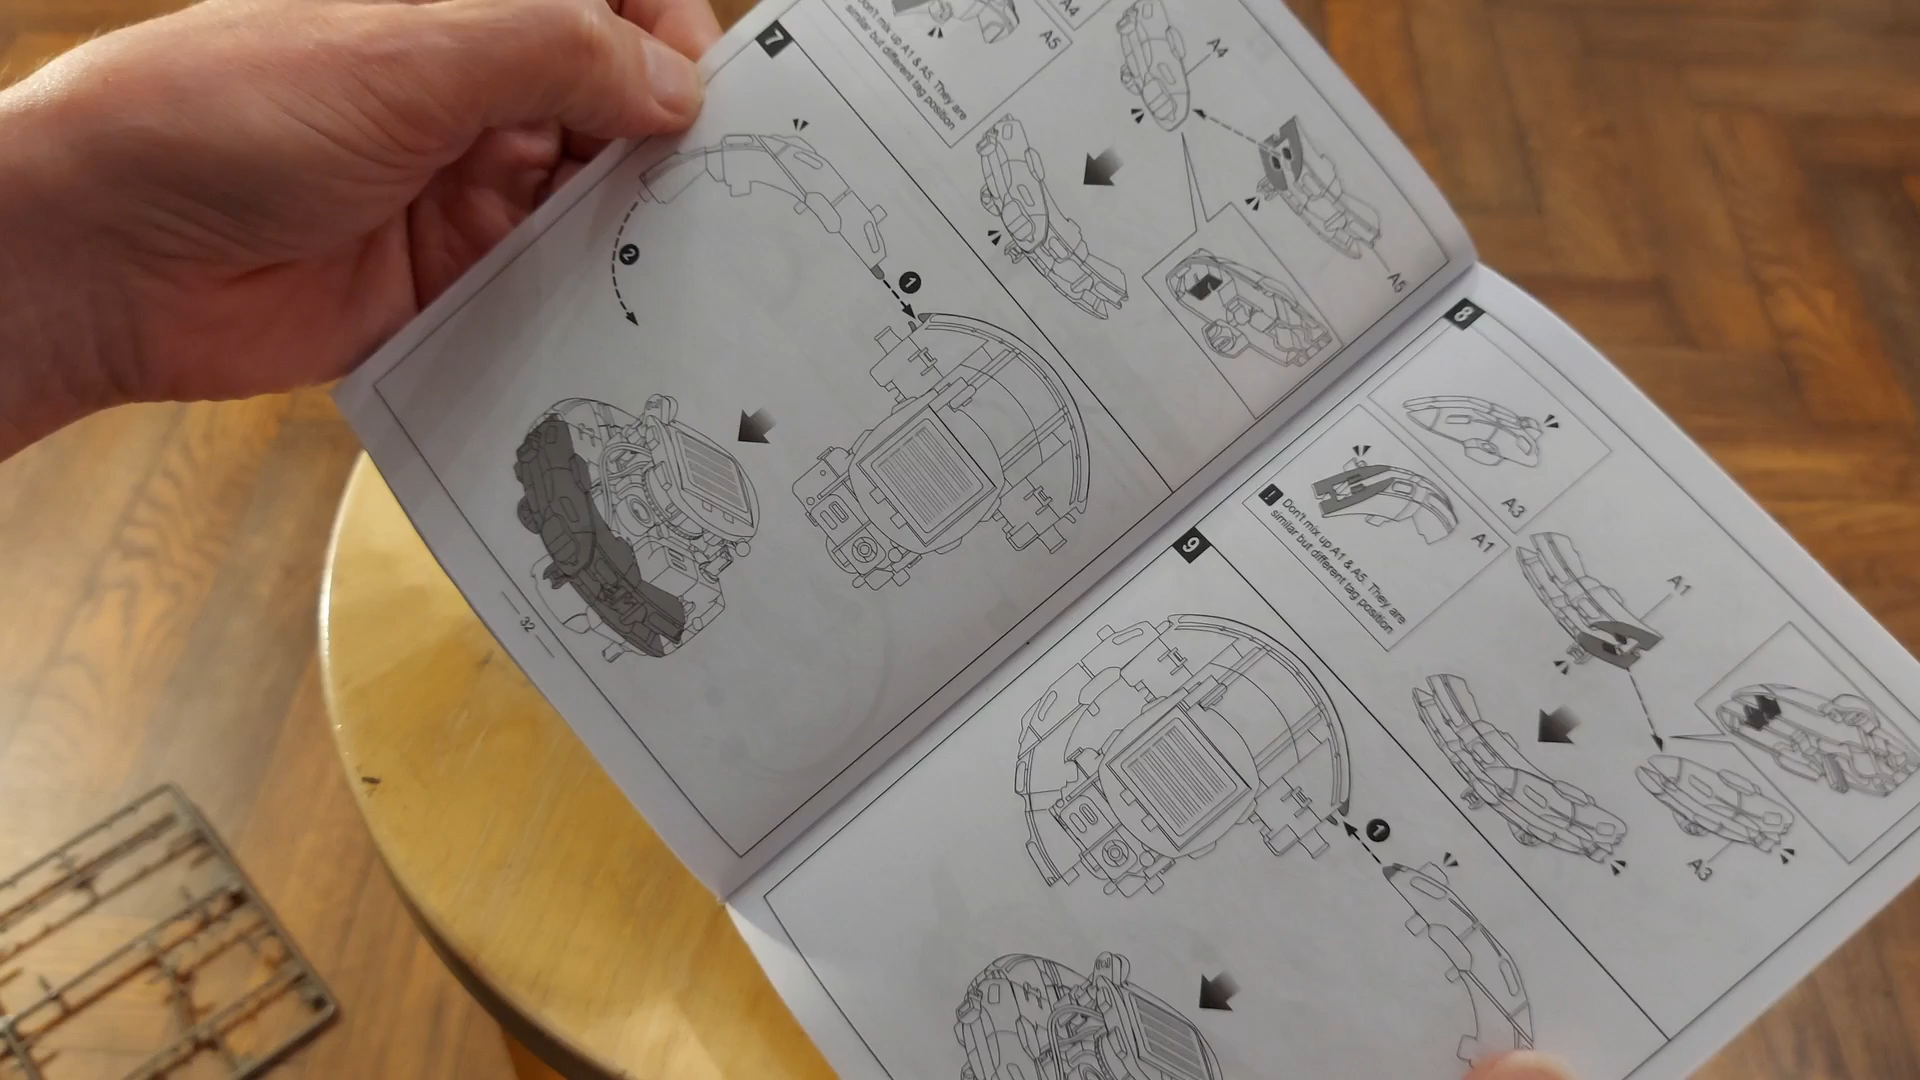 A4
A5
Don't mix up A1 & A5. They are
similar but different tag position
A4
A5
7
1
2
32
8
A3
A1
! Don't mix up A1 & A5. They are
similar but different tag position
A1
A3
9
1